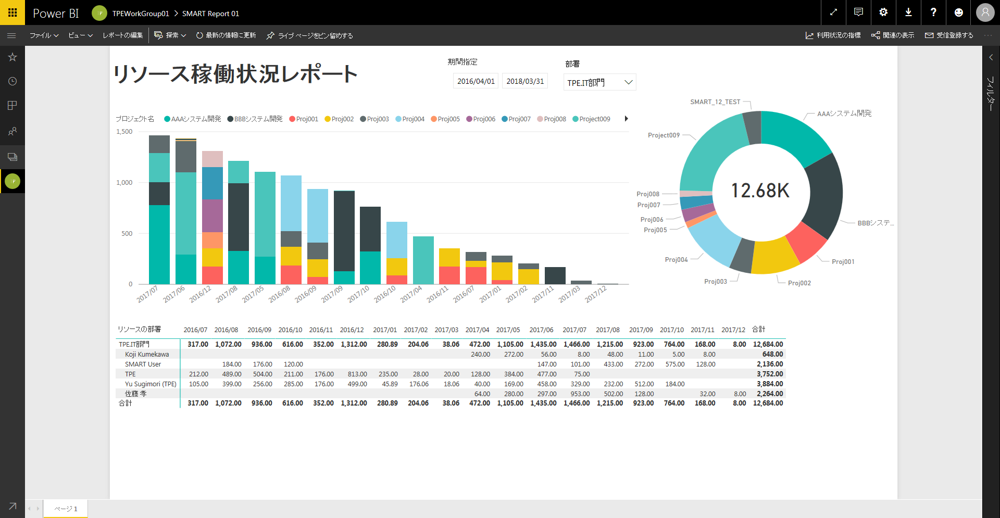 Power BI TP TPEWorkGroup01 > SMART Report 01
ファイル ビュー レポートの編集 探索 最新の情報に更新 ライブ ページをピン留めする 利用状況の指標 関連の表示 受信登録する
リソース稼働状況レポート
期間指定
2016/04/01 2018/03/31
部署
TPE.IT部門
フィルター
TP
プロジェクト名 AAAシステム開発 BBBシステム開発 Proj001 Proj002 Proj003 Proj004 Proj005 Proj006 Proj007 Proj008 Project009
1,500
1,000
500
0
2017/07 2017/06 2016/12 2017/08 2017/05 2016/08 2016/09 2017/09 2017/10 2016/10 2017/04 2016/11 2016/07 2017/01 2017/02 2017/11 2017/03 2017/12
SMART_12_TEST
AAAシステム開発
Project009
12.68K
Proj008
Proj007
Proj006
Proj005
BBBシステ...
Proj004
Proj001
Proj003
Proj002
リソースの部署 2016/07 2016/08 2016/09 2016/10 2016/11 2016/12 2017/01 2017/02 2017/03 2017/04 2017/05 2017/06 2017/07 2017/08 2017/09 2017/10 2017/11 2017/12 合計
TPE.IT部門 317.00 1,072.00 936.00 616.00 352.00 1,312.00 280.89 204.06 38.06 472.00 1,105.00 1,435.00 1,466.00 1,215.00 923.00 764.00 168.00 8.00 12,684.00
Koji Kumekawa 240.00 272.00 56.00 8.00 48.00 11.00 5.00 8.00 648.00
SMART User 184.00 176.00 120.00 147.00 101.00 433.00 272.00 575.00 128.00 2,136.00
TPE 212.00 489.00 504.00 211.00 176.00 813.00 235.00 28.00 20.00 128.00 384.00 477.00 75.00 3,752.00
Yu Sugimori (TPE) 105.00 399.00 256.00 285.00 176.00 499.00 45.89 176.06 18.06 40.00 169.00 458.00 329.00 232.00 512.00 184.00 3,884.00
佐藤 孝 64.00 280.00 297.00 953.00 502.00 128.00 32.00 8.00 2,264.00
合計 317.00 1,072.00 936.00 616.00 352.00 1,312.00 280.89 204.06 38.06 472.00 1,105.00 1,435.00 1,466.00 1,215.00 923.00 764.00 168.00 8.00 12,684.00
ページ 1